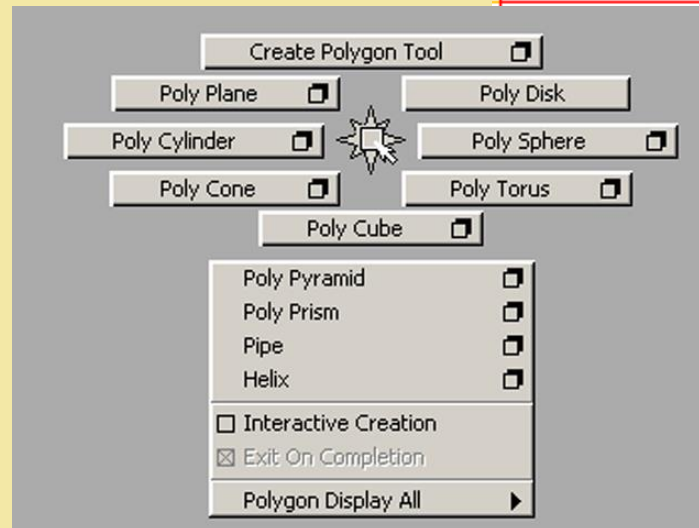 Create Polygon Tool
Poly Plane
Poly Disk
Poly Cylinder
Poly Sphere
Poly Cone
Poly Torus
Poly Cube
Poly Pyramid
Poly Prism
Pipe
Helix
Interactive Creation
Exit On Completion
Polygon Display All